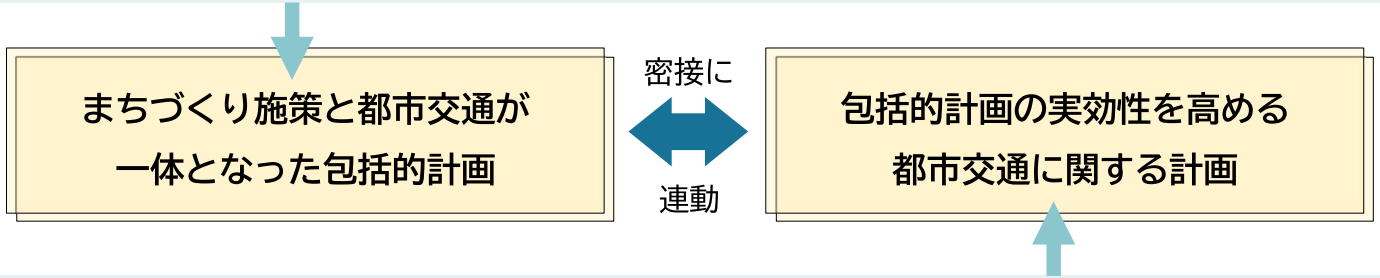 まちづくり施策と都市交通が
一体となった包括的計画
密接に
連動
包括的計画の実効性を高める
都市交通に関する計画